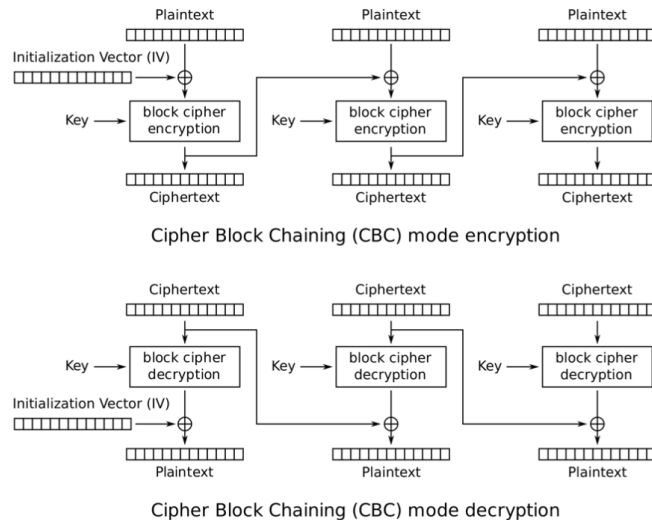 Plaintext Plaintext Plaintext
Initialization Vector (IV)
Key block cipher encryption Key block cipher encryption Key block cipher encryption
Ciphertext Ciphertext Ciphertext
Cipher Block Chaining (CBC) mode encryption
Ciphertext Ciphertext Ciphertext
Key block cipher decryption Key block cipher decryption Key block cipher decryption
Initialization Vector (IV)
Plaintext Plaintext Plaintext
Cipher Block Chaining (CBC) mode decryption